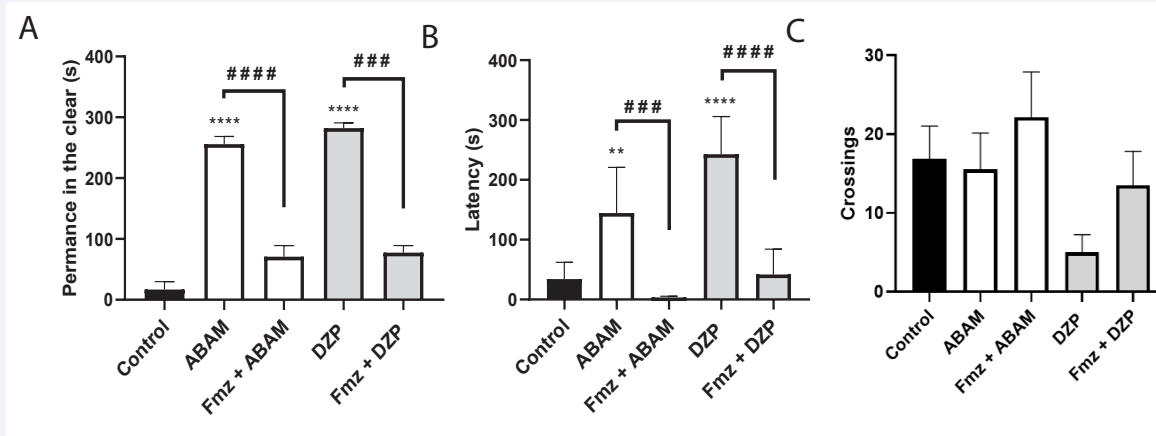 A
Permance in the clear (s)
400
300
200
100
0
****
####
****
###
Control
ABAM
Fmz + ABAM
DZP
Fmz + DZP
B
Latency (s)
400
300
200
100
0
**
###
****
####
Control
ABAM
Fmz + ABAM
DZP
Fmz + DZP
C
Crossings
30
20
10
0
Control
ABAM
Fmz + ABAM
DZP
Fmz + DZP